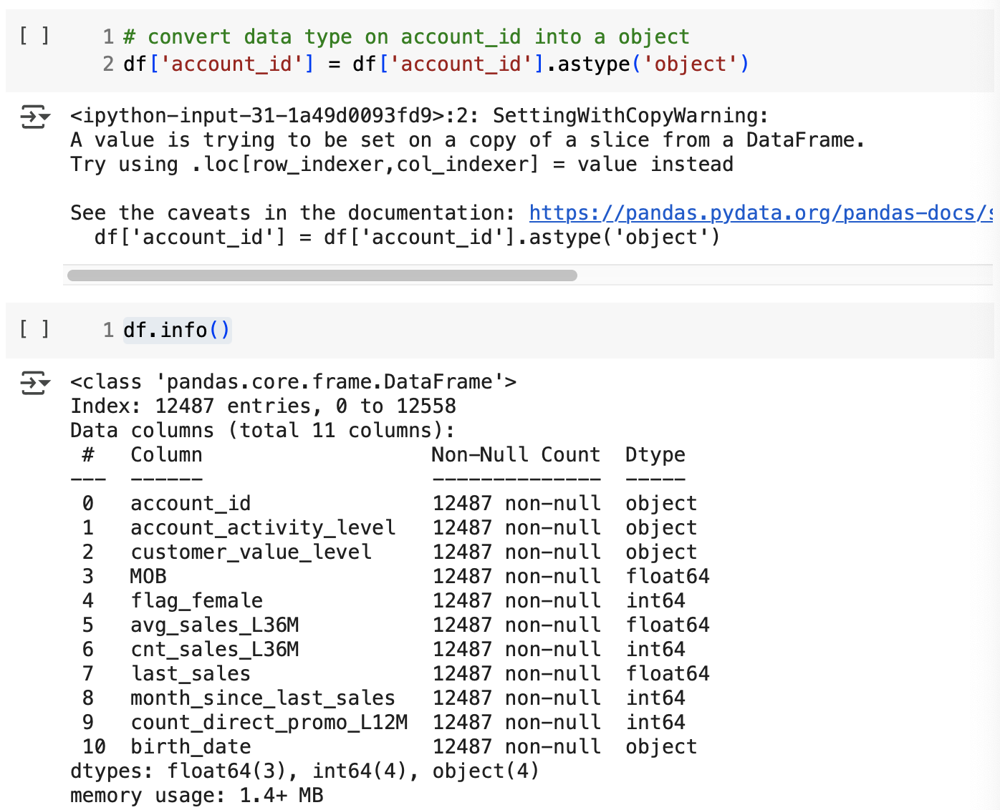 [ ] 1 # convert data type on account_id into a object
2 df['account_id'] = df['account_id'].astype('object')
<ipython-input-31-1a49d0093fd9>:2: SettingWithCopyWarning:
A value is trying to be set on a copy of a slice from a DataFrame.
Try using .loc[row_indexer,col_indexer] = value instead
See the caveats in the documentation: https://pandas.pydata.org/pandas-docs/s
df['account_id'] = df['account_id'].astype('object')
[ ] 1 df.info()
<class 'pandas.core.frame.DataFrame'>
Index: 12487 entries, 0 to 12558
Data columns (total 11 columns):
# Column Non-Null Count Dtype
--- ------ -------------- -----
0 account_id 12487 non-null object
1 account_activity_level 12487 non-null object
2 customer_value_level 12487 non-null object
3 MOB 12487 non-null float64
4 flag_female 12487 non-null int64
5 avg_sales_L36M 12487 non-null float64
6 cnt_sales_L36M 12487 non-null int64
7 last_sales 12487 non-null float64
8 month_since_last_sales 12487 non-null int64
9 count_direct_promo_L12M 12487 non-null int64
10 birth_date 12487 non-null object
dtypes: float64(3), int64(4), object(4)
memory usage: 1.4+ MB